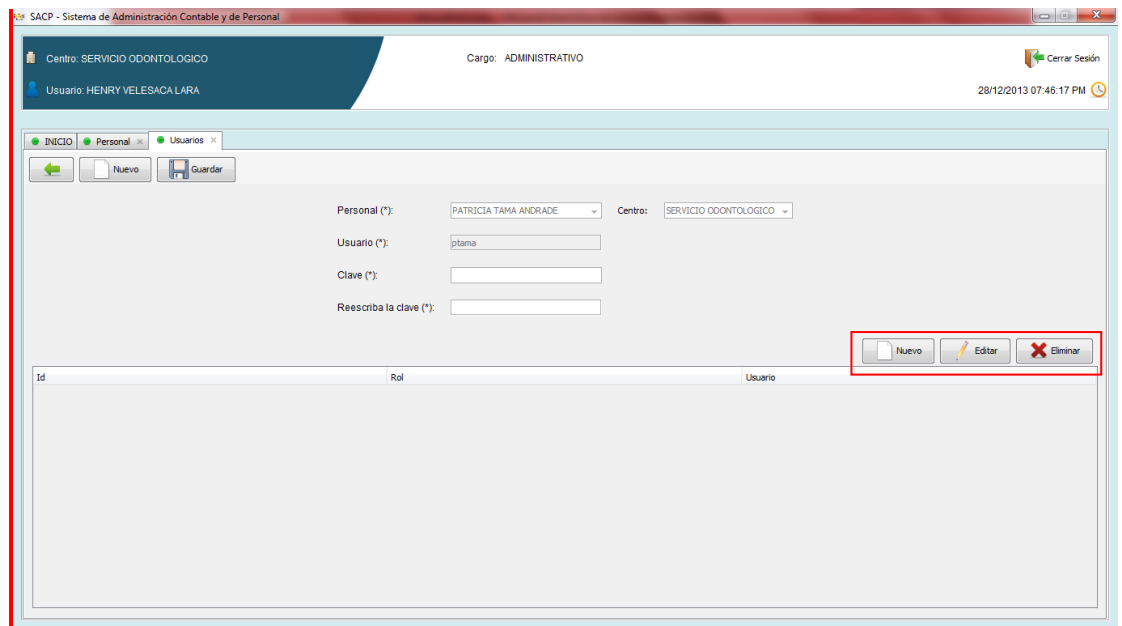 SACP - Sistema de Administración Contable y de Personal
Centro: SERVICIO ODONTOLOGICO
Cargo: ADMINISTRATIVO
Cerrar Sesión
Usuario: HENRY VELESACA LARA
28/12/2013 07:46:17 PM
INICIO Personal Usuarios
Nuevo Guardar
Personal (*): PATRICIA TAMA ANDRADE Centro: SERVICIO ODONTOLOGICO
Usuario (*): ptama
Clave (*):
Reescriba la clave (*):
Nuevo Editar Eliminar
Id Rol Usuario